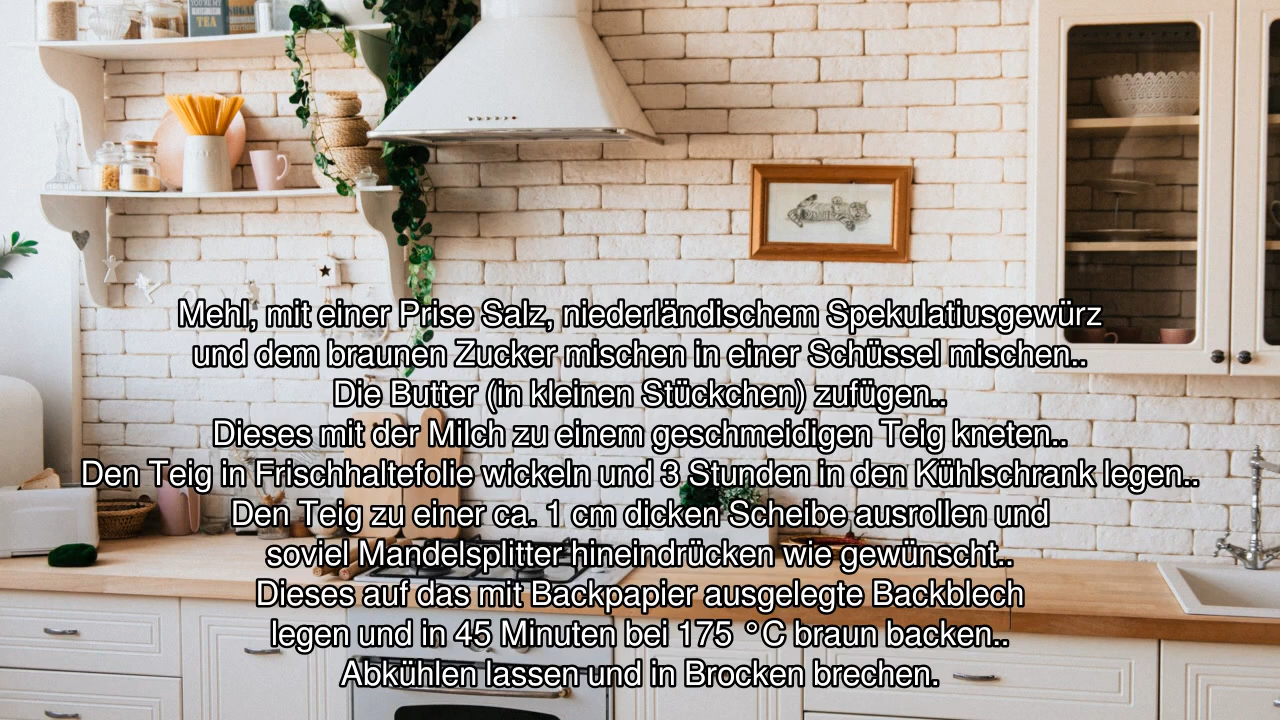 Mehl, mit einer Prise Salz, niederländischem Spekulatiusgewürz
und dem braunen Zucker mischen in einer Schüssel mischen..
Die Butter (in kleinen Stückchen) zufügen..
Dieses mit der Milch zu einem geschmeidigen Teig kneten..
Den Teig in Frischhaltefolie wickeln und 3 Stunden in den Kühlschrank legen..
Den Teig zu einer ca. 1 cm dicken Scheibe ausrollen und
soviel Mandelsplitter hineindrücken wie gewünscht..
Dieses auf das mit Backpapier ausgelegte Backblech
legen und in 45 Minuten bei 175 °C braun backen..
Abkühlen lassen und in Brocken brechen.